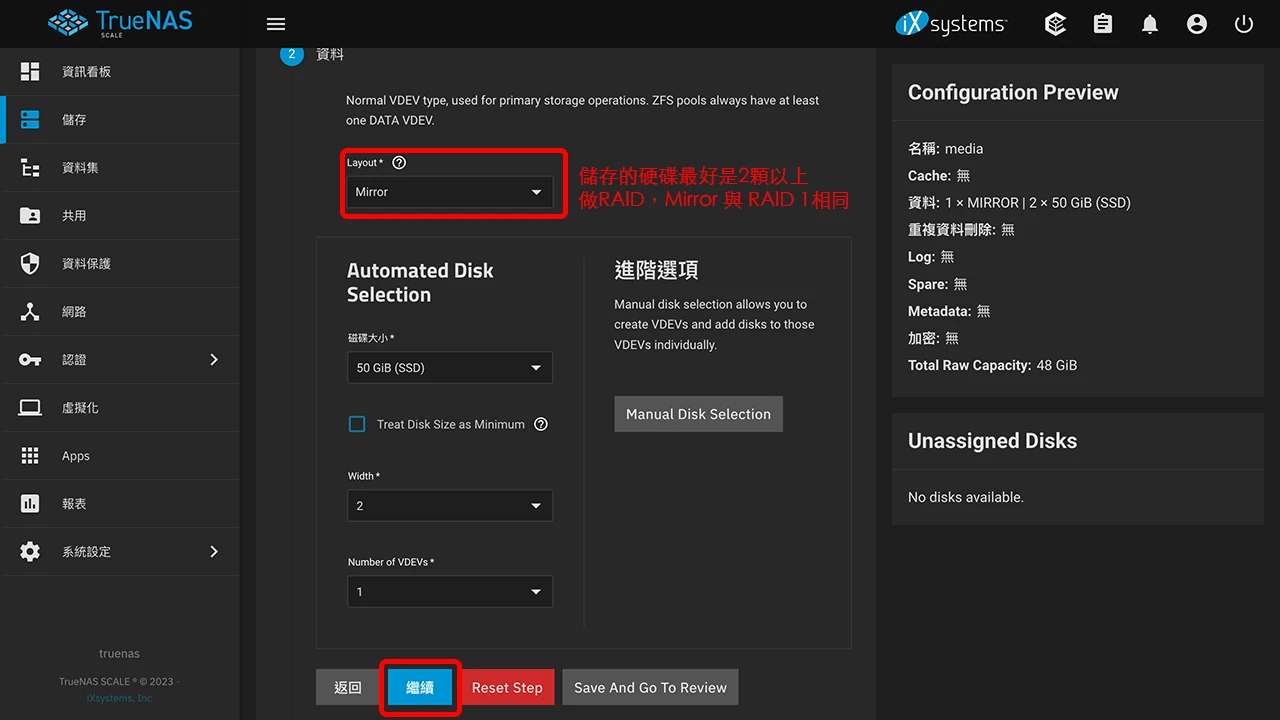 TrueNAS
SCALE
iXsystems
資訊看板
儲存
資料集
共用
資料保護
網路
認證
虛擬化
Apps
報表
系統設定
truenas
TrueNAS SCALE ® © 2023 -
iXsystems, Inc
2 資料
Normal VDEV type, used for primary storage operations. ZFS pools always have at least
one DATA VDEV.
Layout *
Mirror
儲存的硬碟最好是2顆以上
做RAID，Mirror 與 RAID 1相同
Automated Disk
Selection
磁碟大小 *
50 GiB (SSD)
Treat Disk Size as Minimum
Width *
2
Number of VDEVs *
1
進階選項
Manual disk selection allows you to
create VDEVs and add disks to those
VDEVs individually.
Manual Disk Selection
返回
繼續
Reset Step
Save And Go To Review
Configuration Preview
名稱: media
Cache: 無
資料: 1 × MIRROR | 2 × 50 GiB (SSD)
重複資料刪除: 無
Log: 無
Spare: 無
Metadata: 無
加密: 無
Total Raw Capacity: 48 GiB
Unassigned Disks
No disks available.